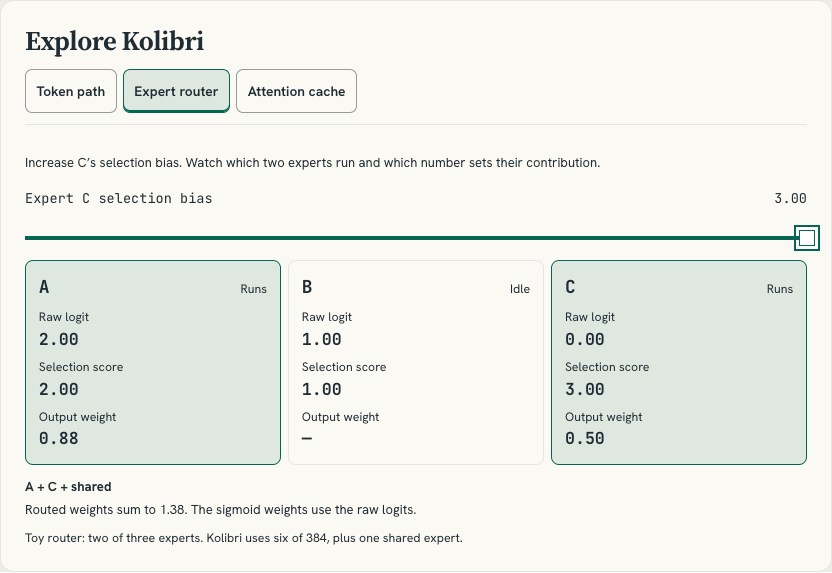 Explore Kolibri
Token path
Expert router
Attention cache
Increase C’s selection bias. Watch which two experts run and which number sets their contribution.
Expert C selection bias 3.00
A Runs
Raw logit
2.00
Selection score
2.00
Output weight
0.88
B Idle
Raw logit
1.00
Selection score
1.00
Output weight
—
C Runs
Raw logit
0.00
Selection score
3.00
Output weight
0.50
A + C + shared
Routed weights sum to 1.38. The sigmoid weights use the raw logits.
Toy router: two of three experts. Kolibri uses six of 384, plus one shared expert.